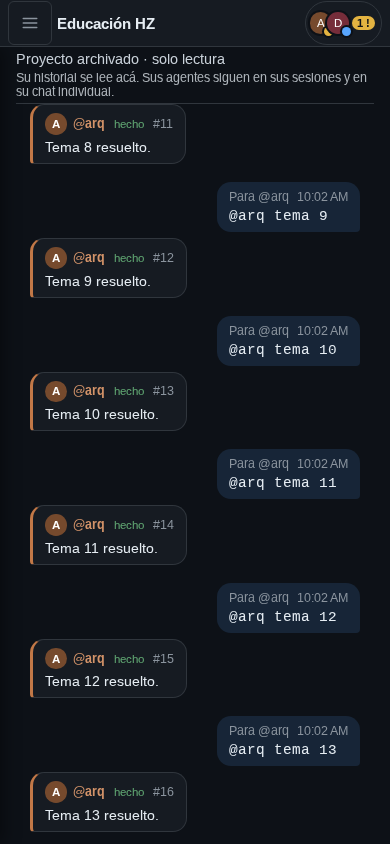 Educación HZ
A D 1!
Proyecto archivado · solo lectura
Su historial se lee acá. Sus agentes siguen en sus sesiones y en
su chat individual.
A @arq hecho #11
Tema 8 resuelto.
Para @arq 10:02 AM
@arq tema 9
A @arq hecho #12
Tema 9 resuelto.
Para @arq 10:02 AM
@arq tema 10
A @arq hecho #13
Tema 10 resuelto.
Para @arq 10:02 AM
@arq tema 11
A @arq hecho #14
Tema 11 resuelto.
Para @arq 10:02 AM
@arq tema 12
A @arq hecho #15
Tema 12 resuelto.
Para @arq 10:02 AM
@arq tema 13
A @arq hecho #16
Tema 13 resuelto.